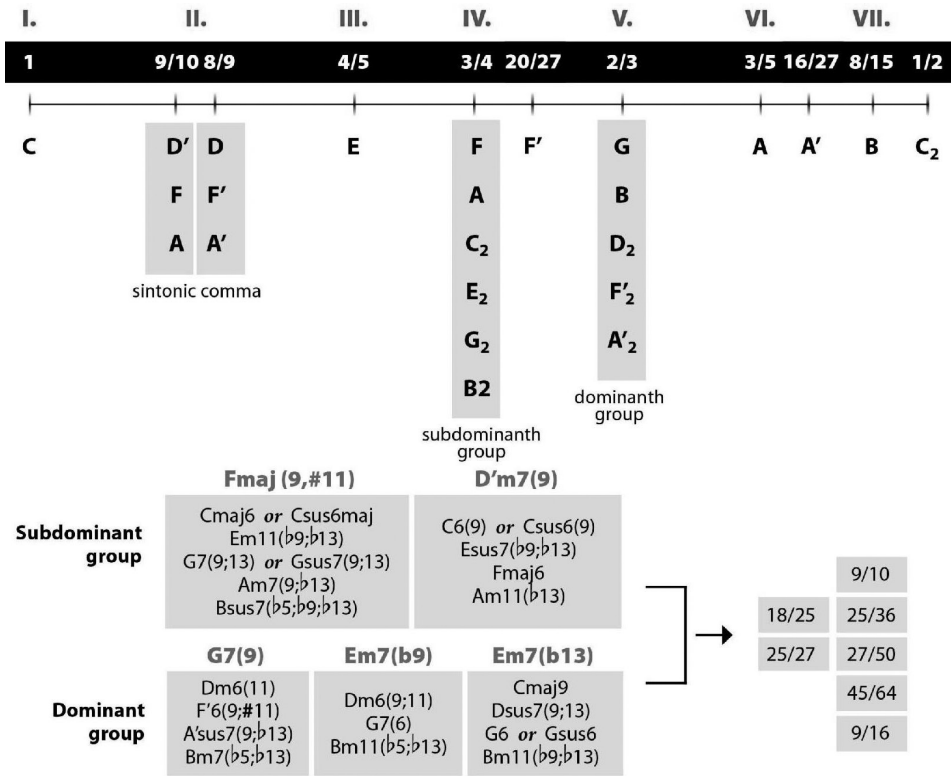 I. II. III. IV. V. VI. VII.
1 9/10 8/9 4/5 3/4 20/27 2/3 3/5 16/27 8/15 1/2
C D′ D E F F′ G A A′ B C₂
F F′ A B
A A′ C₂ D₂
sintonic comma
E₂ F′₂
G₂ A′₂
B2
dominanth
group
subdominanth
group
Fmaj (9,#11)
D′m7(9)
Subdominant
group
Cmaj6 or Csus6maj
Em11(♭9;♭13)
G7(9;13) or Gsus7(9;13)
Am7(9;♭13)
Bsus7(♭5;♭9;♭13)
C6(9) or Csus6(9)
Esus7(♭9;♭13)
Fmaj6
Am11(♭13)
G7(9)
Em7(b9)
Em7(b13)
Dominant
group
Dm6(11)
F′6(9;#11)
A′sus7(9;♭13)
Bm7(♭5;♭13)
Dm6(9;11)
G7(6)
Bm11(♭5;♭13)
Cmaj9
Dsus7(9;13)
G6 or Gsus6
Bm11(♭9;♭13)
9/10
18/25 25/36
25/27 27/50
45/64
9/16